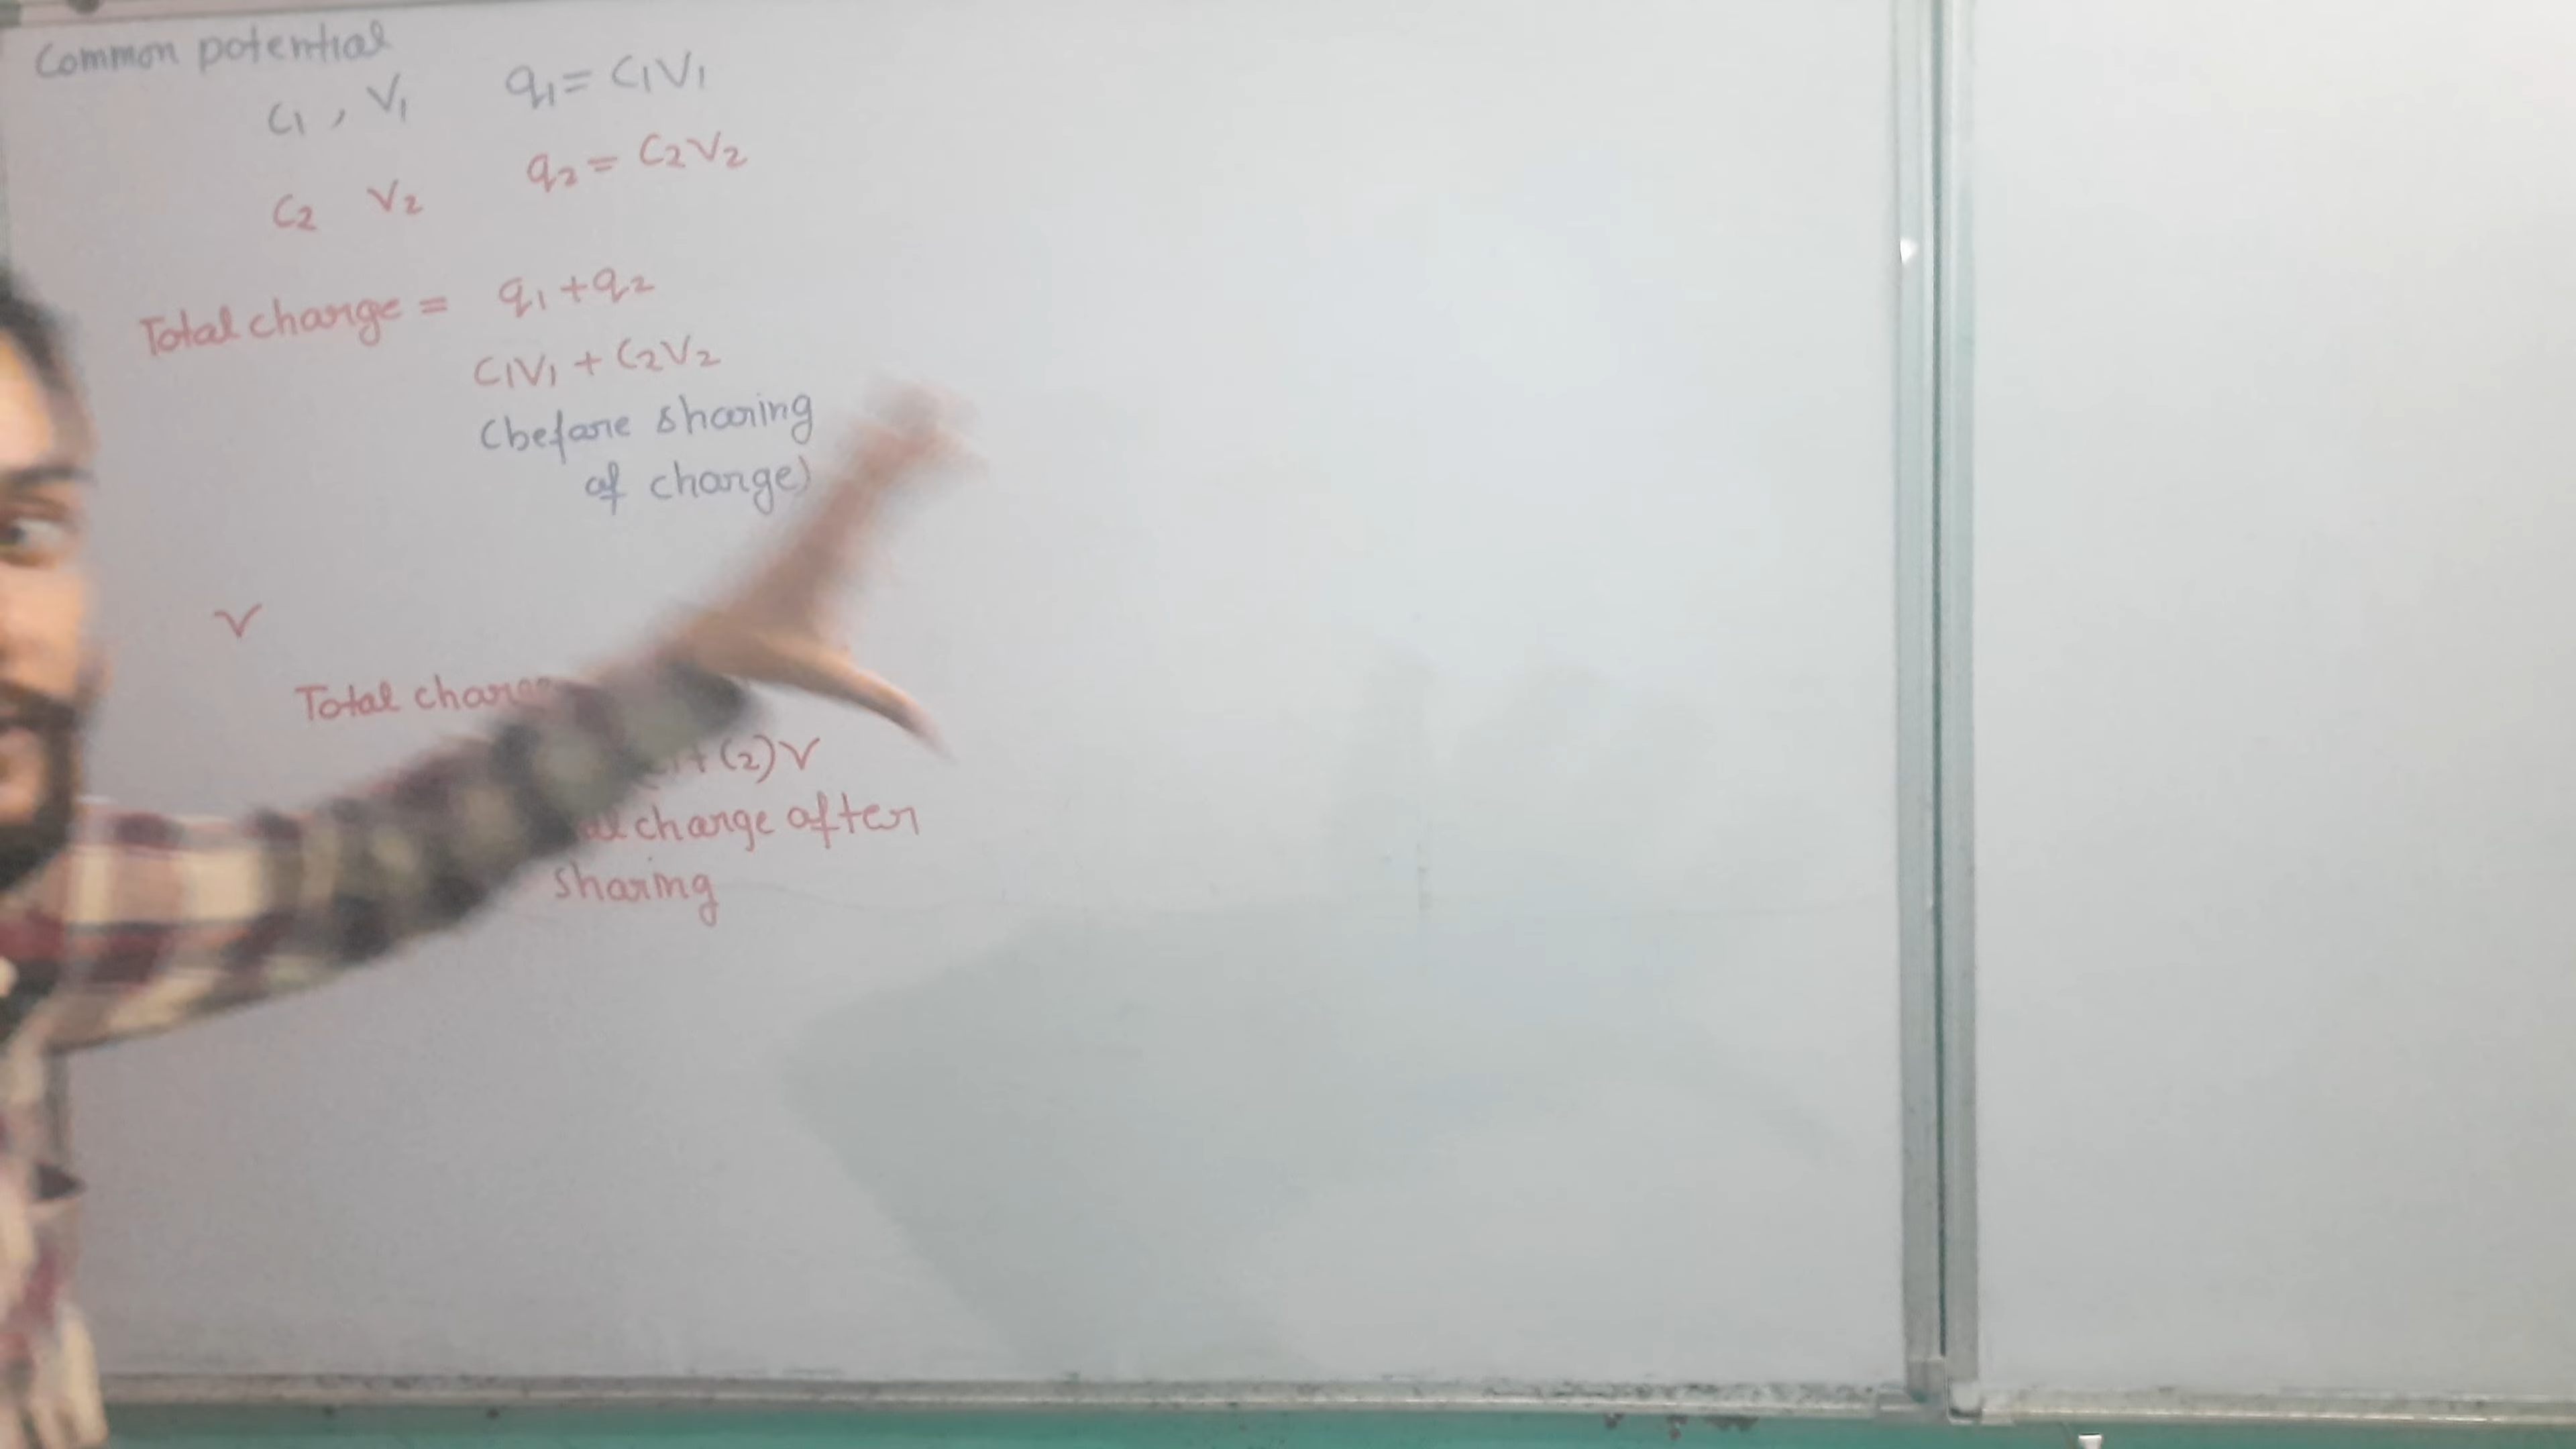 Common potential
C1 , V1 q1 = C1V1
C2 V2 q2 = C2V2
Total charge = q1 + q2
C1V1 + C2V2
(before sharing
of charge)
V
Total
+ C2)V
charge after
sharing